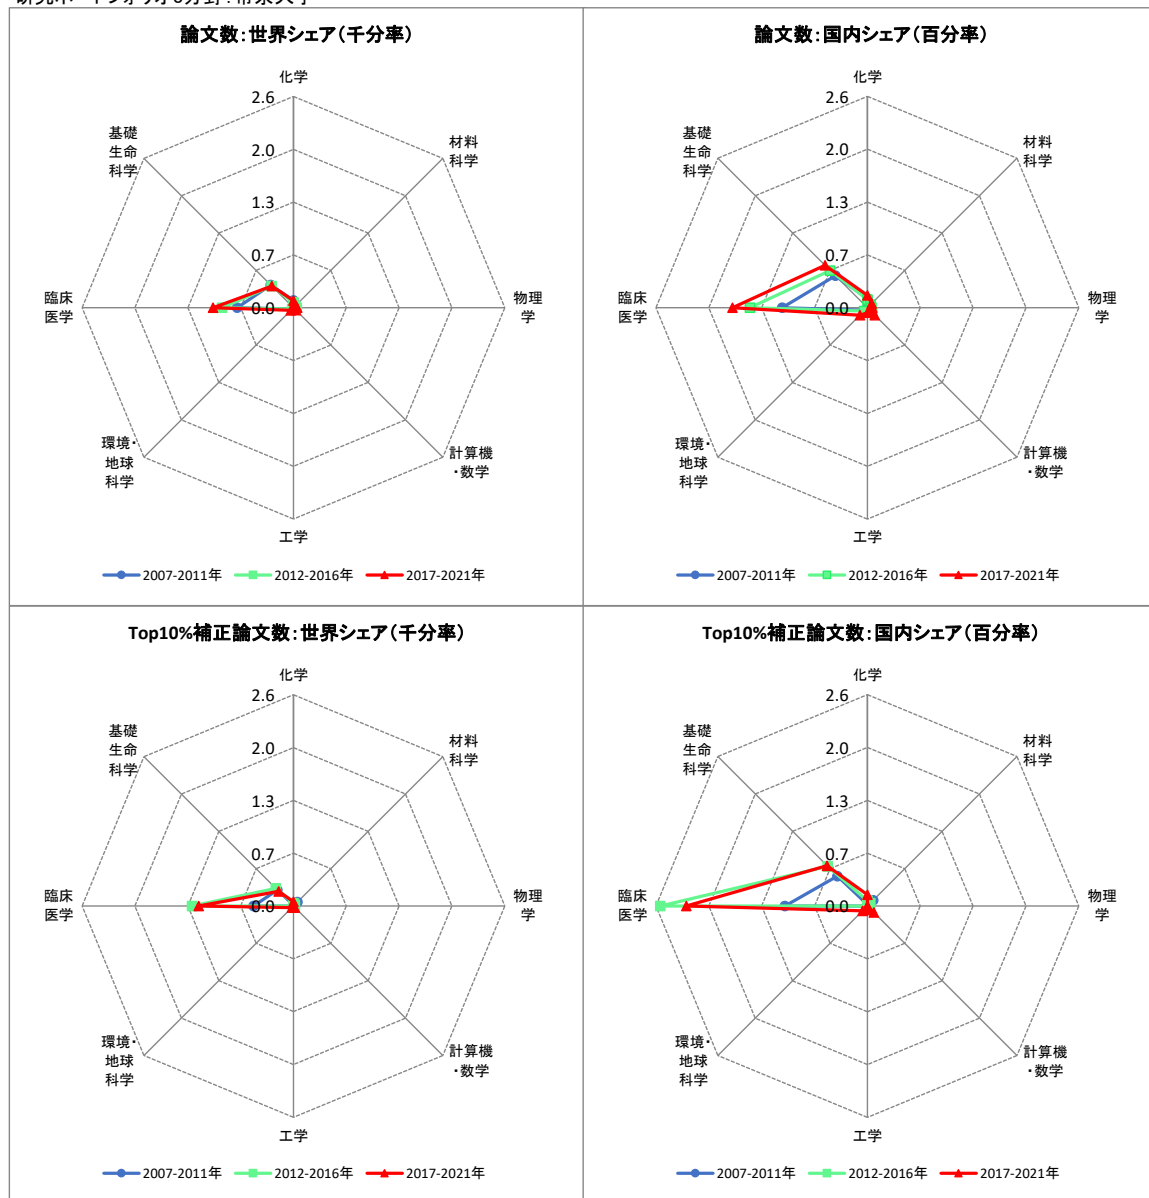 論文数:世界シェア(千分率)
化学
2.6
2.0
1.3
0.7
0.0
材料
科学
物理
学
計算機
・数学
工学
環境・
地球
科学
臨床
医学
基礎
生命
科学
2007-2011年 2012-2016年 2017-2021年
論文数:国内シェア(百分率)
化学
2.6
2.0
1.3
0.7
0.0
材料
科学
物理
学
計算機
・数学
工学
環境・
地球
科学
臨床
医学
基礎
生命
科学
2007-2011年 2012-2016年 2017-2021年
Top10%補正論文数:世界シェア(千分率)
化学
2.6
2.0
1.3
0.7
0.0
材料
科学
物理
学
計算機
・数学
工学
環境・
地球
科学
臨床
医学
基礎
生命
科学
2007-2011年 2012-2016年 2017-2021年
Top10%補正論文数:国内シェア(百分率)
化学
2.6
2.0
1.3
0.7
0.0
材料
科学
物理
学
計算機
・数学
工学
環境・
地球
科学
臨床
医学
基礎
生命
科学
2007-2011年 2012-2016年 2017-2021年